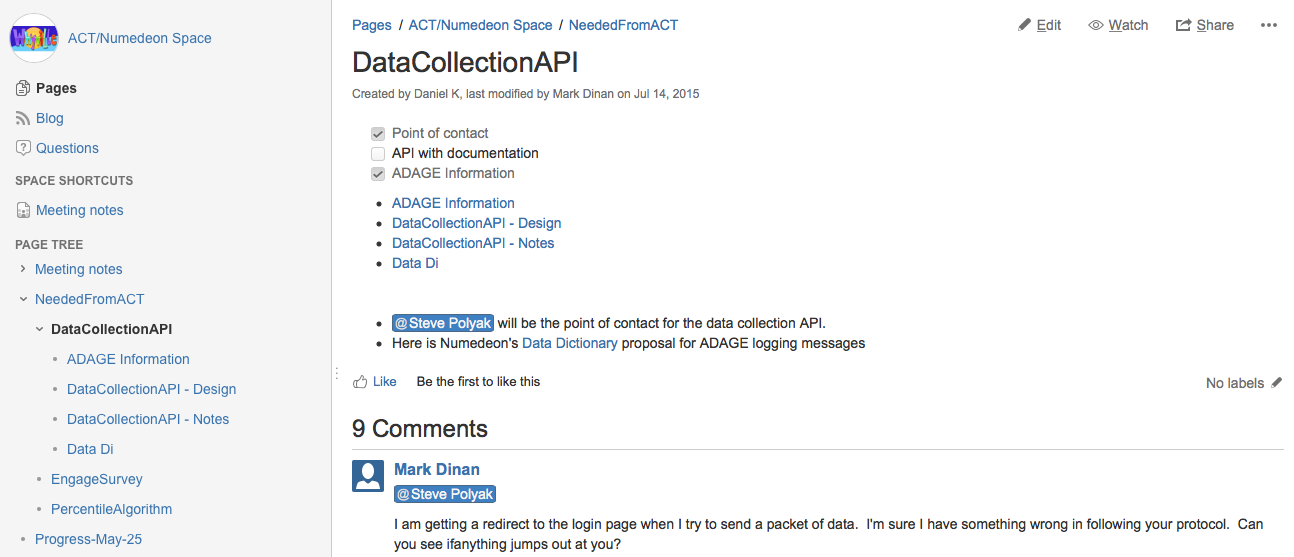 ACT/Numedeon Space
Pages
Blog
Questions
SPACE SHORTCUTS
Meeting notes
PAGE TREE
Meeting notes
NeededFromACT
DataCollectionAPI
ADAGE Information
DataCollectionAPI - Design
DataCollectionAPI - Notes
Data Di
EngageSurvey
PercentileAlgorithm
Progress-May-25
Pages / ACT/Numedeon Space / NeededFromACT
Edit Watch Share
DataCollectionAPI
Created by Daniel K, last modified by Mark Dinan on Jul 14, 2015
Point of contact
API with documentation
ADAGE Information
ADAGE Information
DataCollectionAPI - Design
DataCollectionAPI - Notes
Data Di
@Steve Polyak will be the point of contact for the data collection API.
Here is Numedeon's Data Dictionary proposal for ADAGE logging messages
Like Be the first to like this
No labels
9 Comments
Mark Dinan
@Steve Polyak
I am getting a redirect to the login page when I try to send a packet of data. I'm sure I have something wrong in following your protocol. Can
you see ifanything jumps out at you?